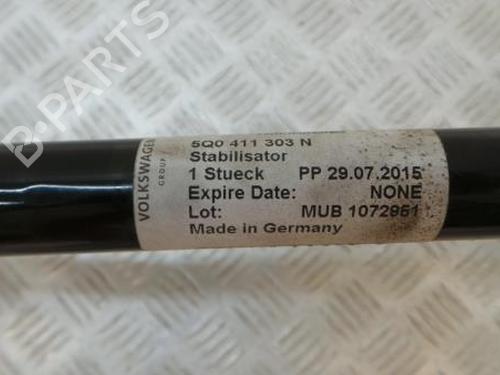 B-PARTS
VOLKSWAGEN
GROUP
5Q0 411 303 N
Stabilisator
1 Stueck PP 29.07.2015
Expire Date: NONE
Lot: MUB 1072951
Made in Germany